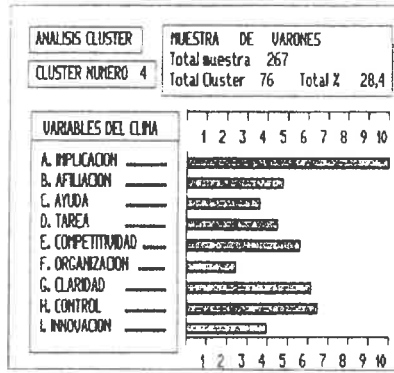 ANALISIS CLUSTER
CLUSTER NUMERO 4
MUESTRA DE VARONES
Total muestra 267
Total Cluster 76 Total % 28,4
VARIABLES DEL CLIMA
1 2 3 4 5 6 7 8 9 10
A. IMPLICACION
B. AFILIACION
C. AYUDA
D. TAREA
E. COMPETITIVIDAD
F. ORGANIZACION
G. CLARIDAD
H. CONTROL
I. INNOVACION
1 2 3 4 5 6 7 8 9 10